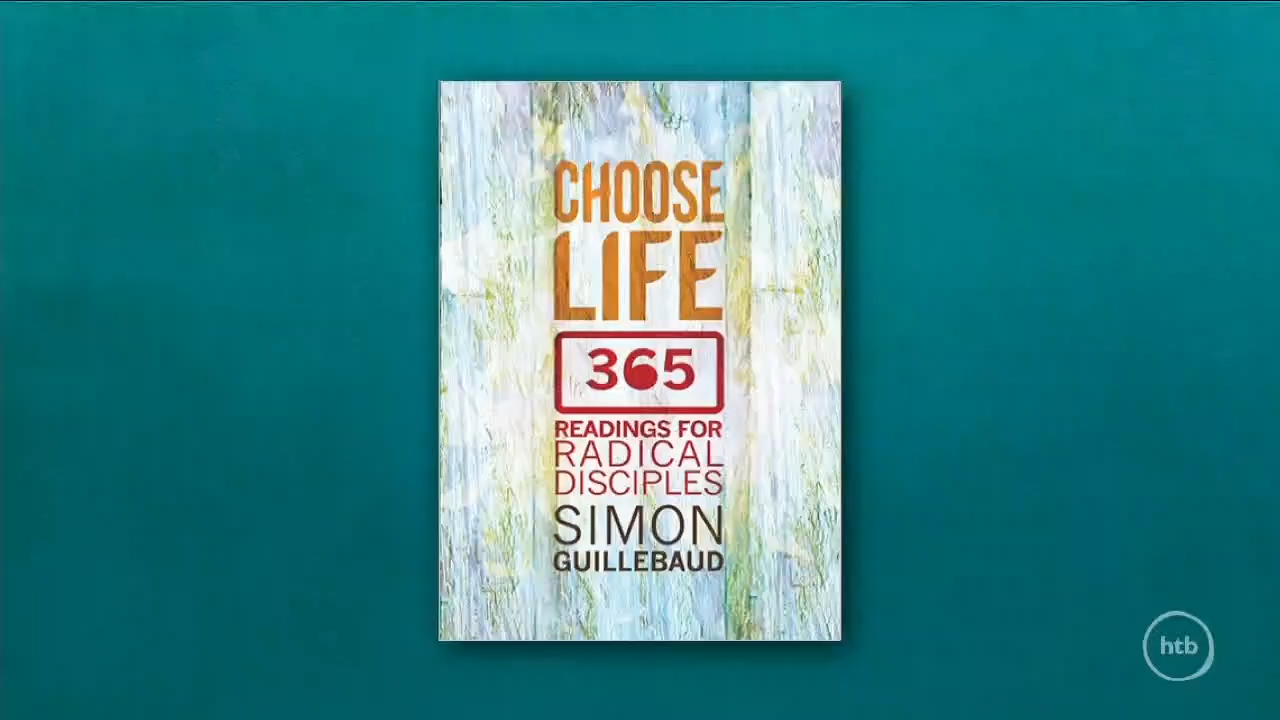 CHOOSE
LIFE
365
READINGS FOR
RADICAL
DISCIPLES
SIMON
GUILLEBAUD
htb